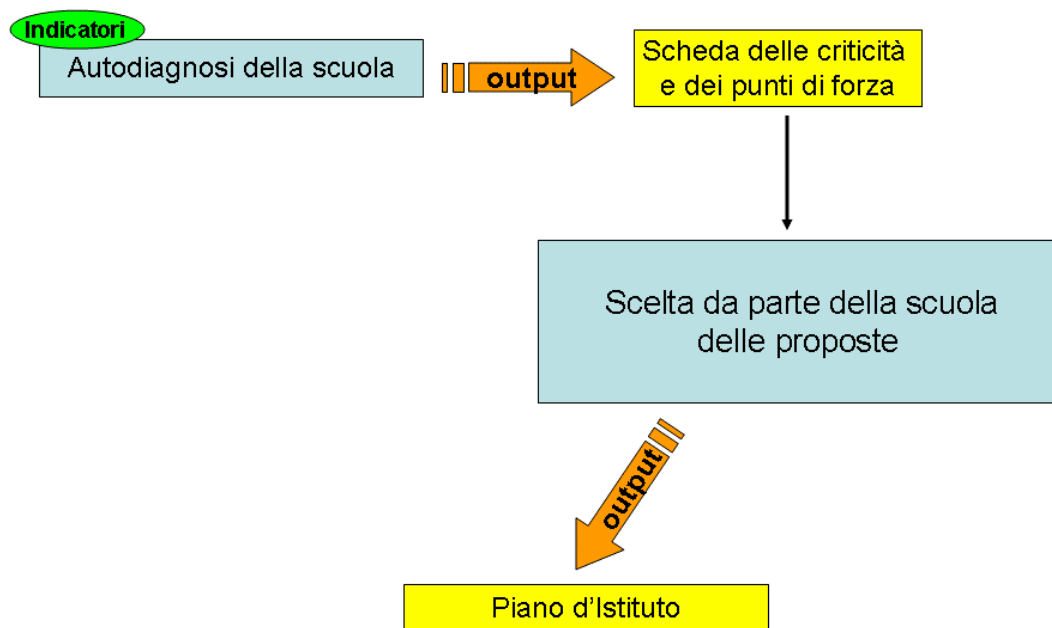 Indicatori
Autodiagnosi della scuola
output
Scheda delle criticità
e dei punti di forza
Scelta da parte della scuola
delle proposte
output
Piano d'Istituto